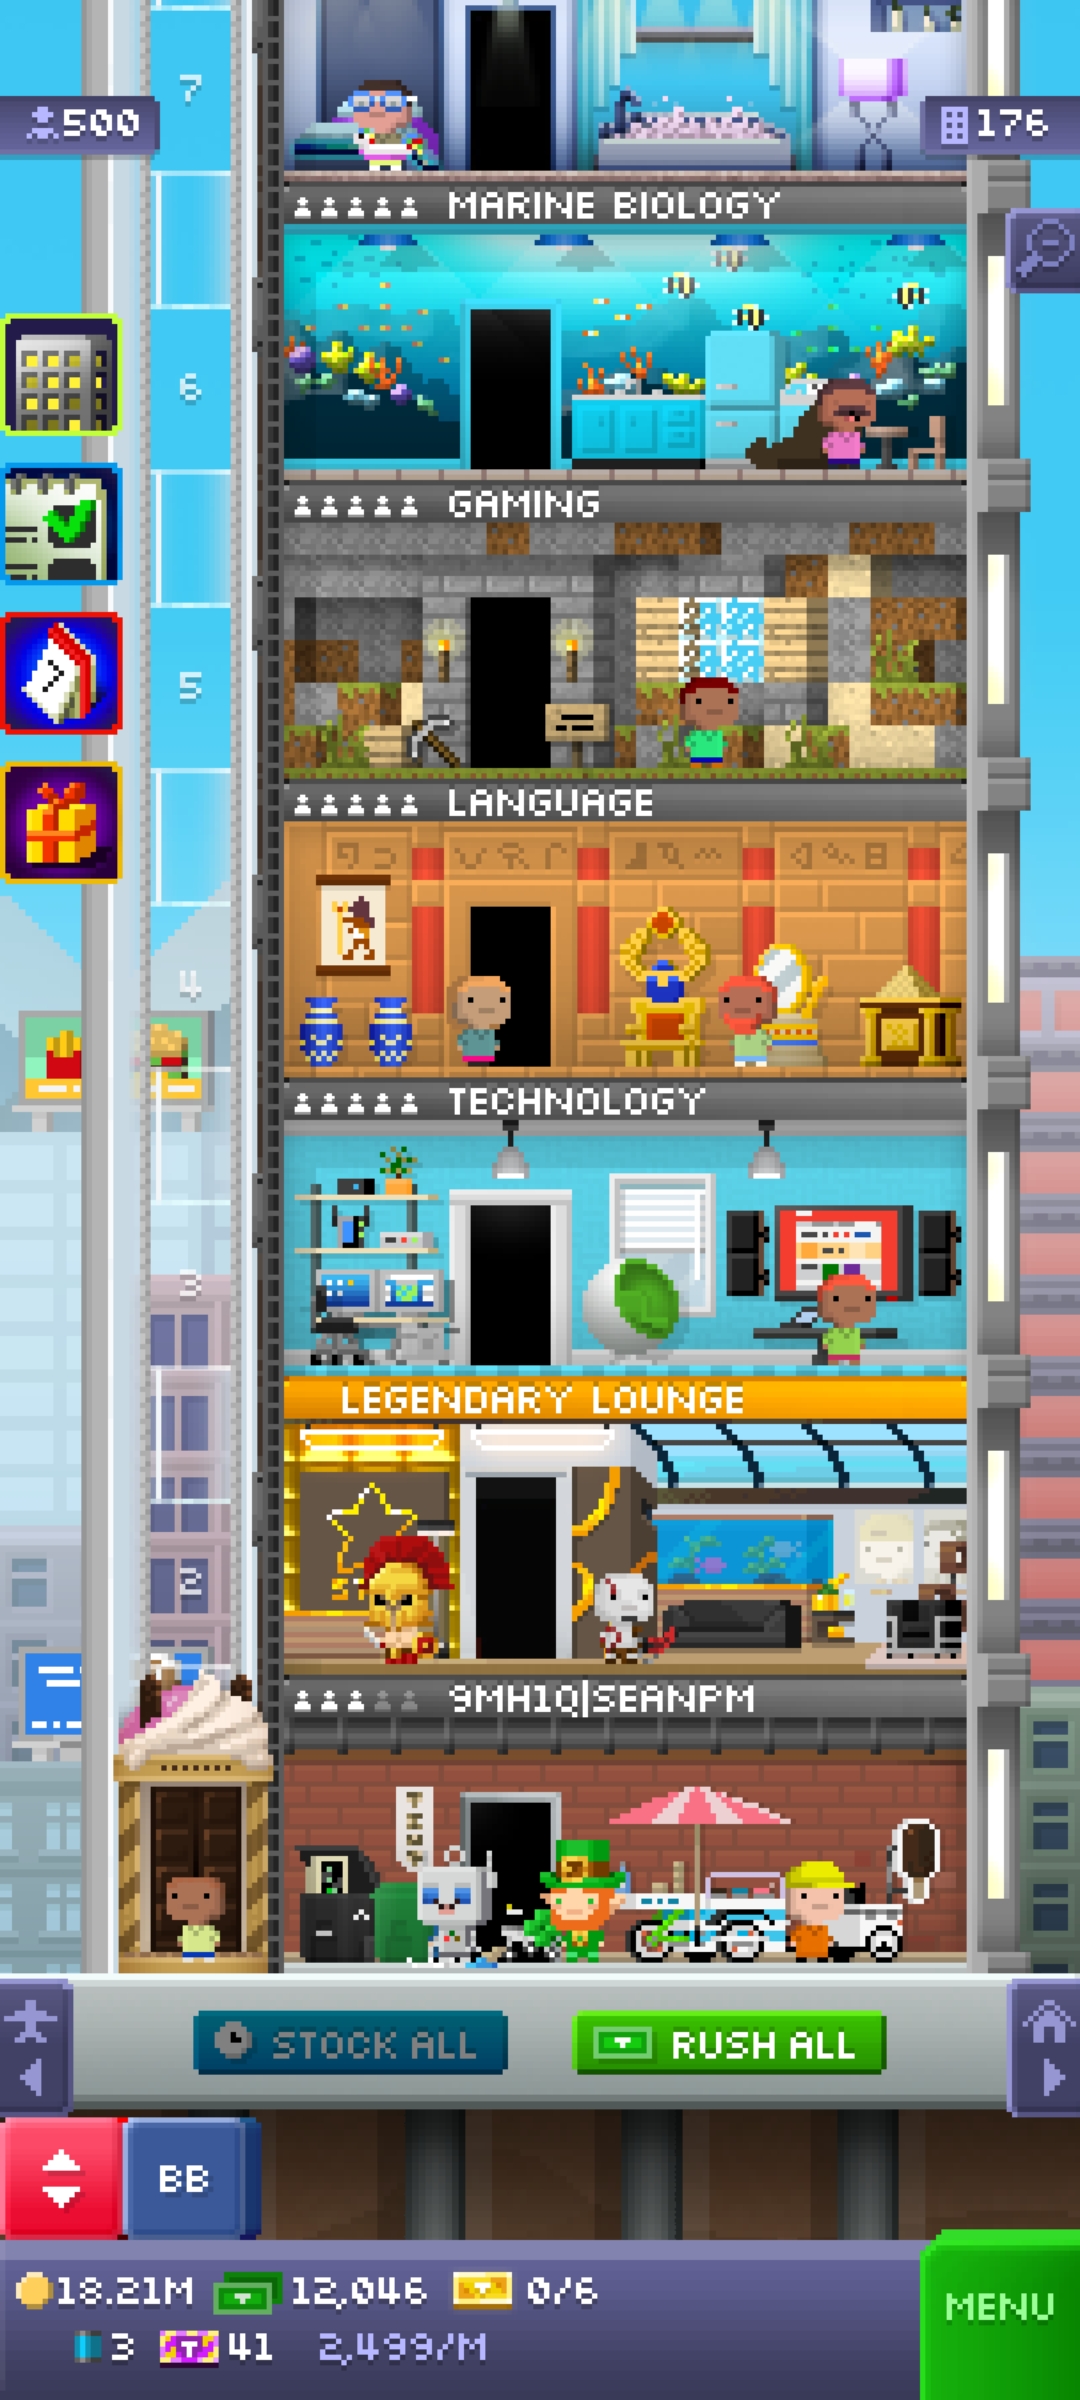 7
500
176
MARINE BIOLOGY
6
GAMING
5
LANGUAGE
4
TECHNOLOGY
3
LEGENDARY LOUNGE
2
9MH1Q|SEANPM
STOCK ALL
RUSH ALL
BB
18.21M 12,046 0/6
MENU
3 41 2,499/M